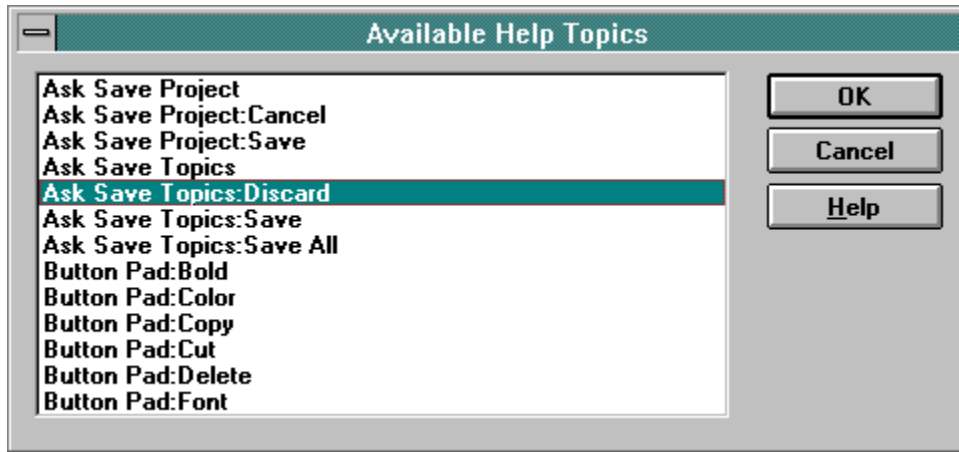 Available Help Topics
Ask Save Project
Ask Save Project:Cancel
Ask Save Project:Save
Ask Save Topics
Ask Save Topics:Discard
Ask Save Topics:Save
Ask Save Topics:Save All
Button Pad:Bold
Button Pad:Color
Button Pad:Copy
Button Pad:Cut
Button Pad:Delete
Button Pad:Font
OK
Cancel
Help